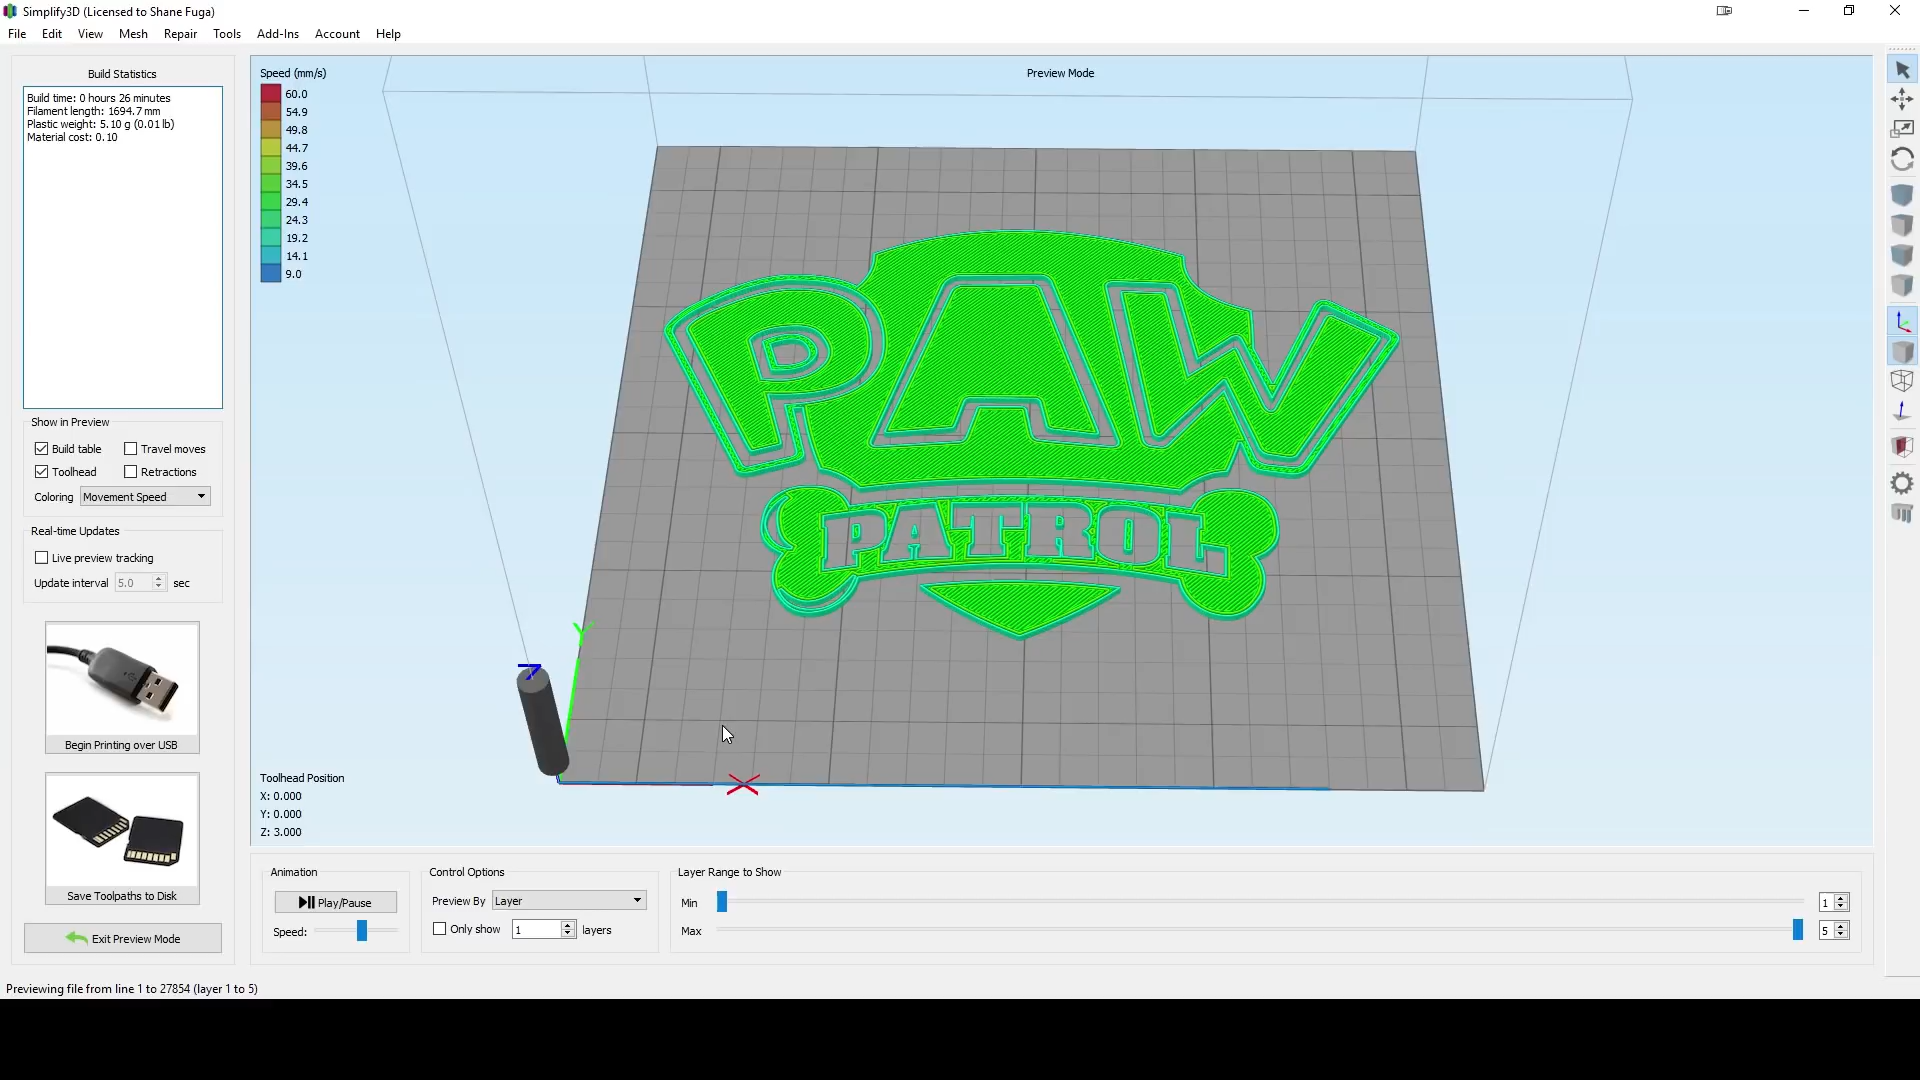 Simplify3D (Licensed to Shane Fuga)
File Edit View Mesh Repair Tools Add-Ins Account Help
Build Statistics
Build time: 0 hours 26 minutes
Filament length: 1694.7 mm
Plastic weight: 5.10 g (0.01 lb)
Material cost: 0.10
Show in Preview
Build table
Travel moves
Toolhead
Retractions
Coloring Movement Speed
Real-time Updates
Live preview tracking
Update interval 5.0 sec
Begin Printing over USB
Save Toolpaths to Disk
Exit Preview Mode
Speed (mm/s)
60.0
54.9
49.8
44.7
39.6
34.5
29.4
24.3
19.2
14.1
9.0
Preview Mode
PAW
PATROL
Y
Z
X
Toolhead Position
X: 0.000
Y: 0.000
Z: 3.000
Animation
Play/Pause
Speed:
Control Options
Preview By Layer
Only show 1 layers
Layer Range to Show
Min 1
Max 5
Previewing file from line 1 to 27854 (layer 1 to 5)